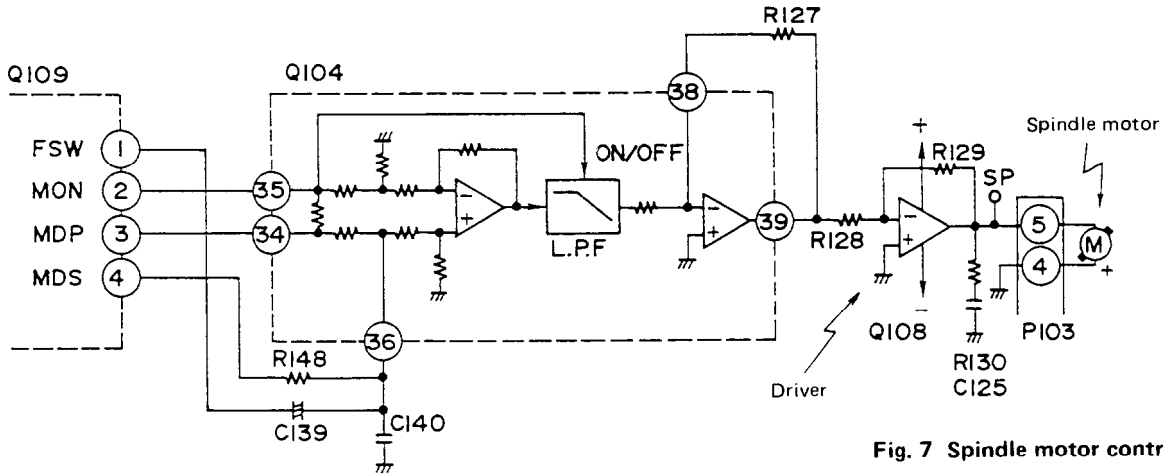 R127
Q109
Q104
38
Spindle motor
FSW 1
ON/OFF
R129
SP
MON 2
35
+
MDP 3
34
−
+
L.P.F
−
+
39
R128
−
+
5
M
MDS 4
4
+
36
−
Q108
P103
R148
R130
C125
Driver
C139
C140
Fig. 7 Spindle motor contr